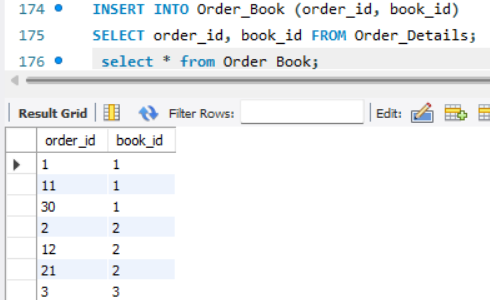 174 INSERT INTO Order_Book (order_id, book_id)
175 SELECT order_id, book_id FROM Order_Details;
176 select * from Order Book;
Result Grid Filter Rows: Edit:
order_id book_id
1 1
11 1
30 1
2 2
12 2
21 2
3 3